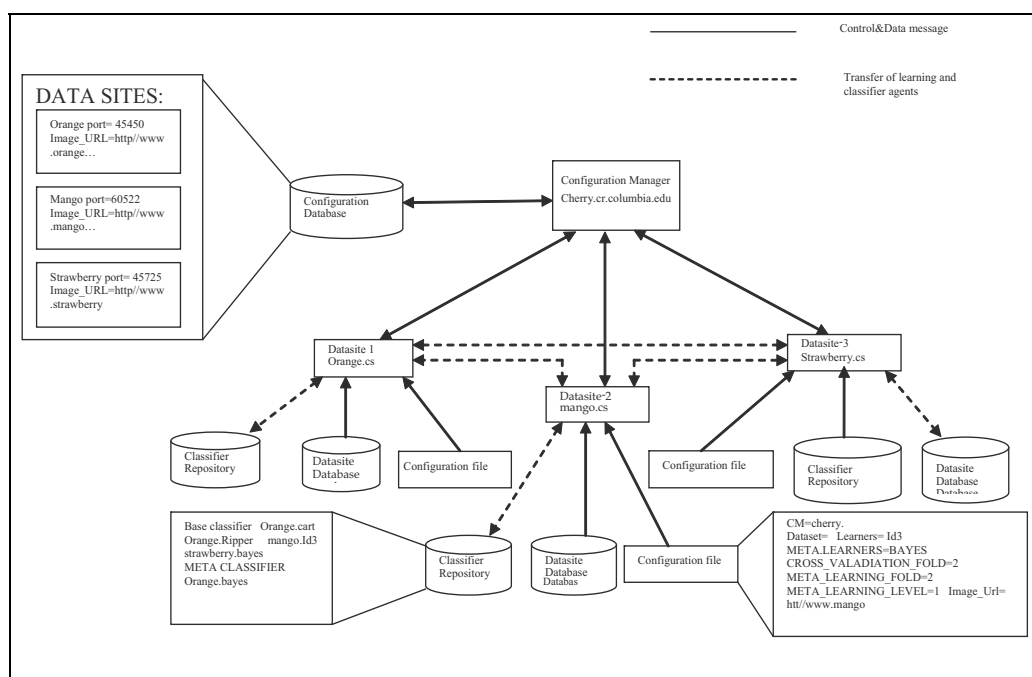 Control&Data message
Transfer of learning and
classifier agents
DATA SITES:
Orange port= 45450
Image_URL=http//www
.orange…
Mango port=60522
Image_URL=http//www
.mango…
Strawberry port= 45725
Image_URL=http//www
.strawberry
Configuration
Database
Configuration Manager
Cherry.cr.columbia.edu
Datasite 1
Orange.cs
Datasite-2
mango.cs
Datasite-3
Strawberry.cs
Classifier
Repository
Datasite
Database
Configuration file
Configuration file
Classifier
Repository
Datasite
Database
Database
Base classifier Orange.cart
Orange.Ripper mango.Id3
strawberry.bayes
META CLASSIFIER
Orange.bayes
Classifier
Repository
Datasite
Database
Databas
Configuration file
CM=cherry.
Dataset= Learners= Id3
META.LEARNERS=BAYES
CROSS_VALADIATION_FOLD=2
META_LEARNING_FOLD=2
META_LEARNING_LEVEL=1 Image_Url=
htt//www.mango